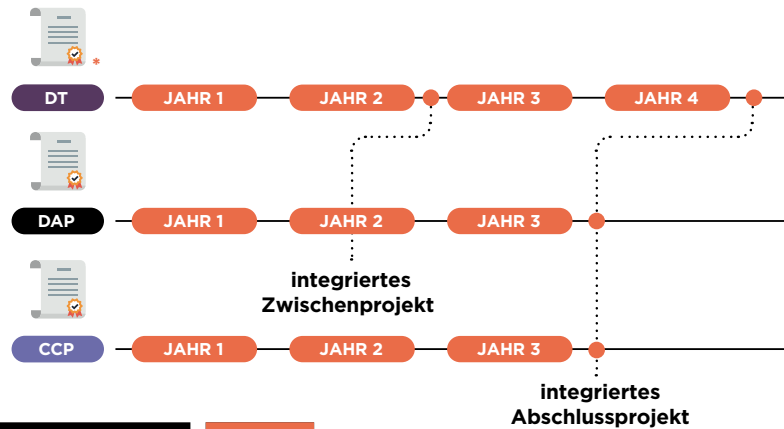 *
DT JAHR 1 JAHR 2 JAHR 3 JAHR 4
DAP JAHR 1 JAHR 2 JAHR 3
integriertes
Zwischenprojekt
CCP JAHR 1 JAHR 2 JAHR 3
integriertes
Abschlussprojekt